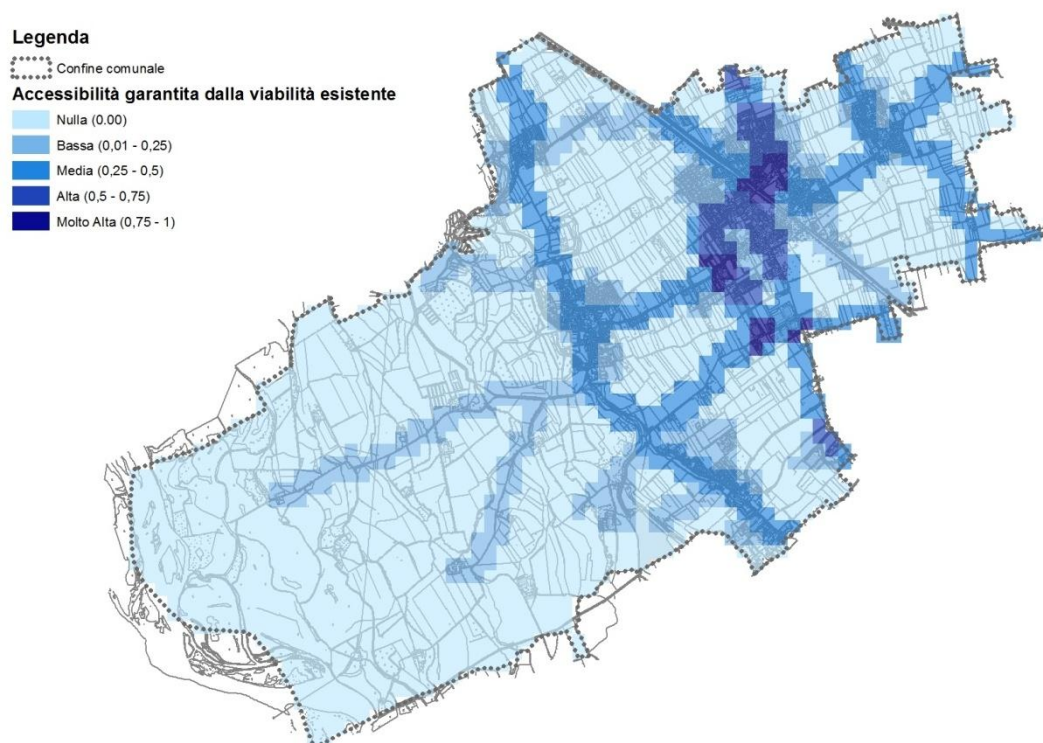 Legenda
Confine comunale
Accessibilità garantita dalla viabilità esistente
Nulla (0.00)
Bassa (0,01 - 0,25)
Media (0,25 - 0,5)
Alta (0,5 - 0,75)
Molto Alta (0,75 - 1)